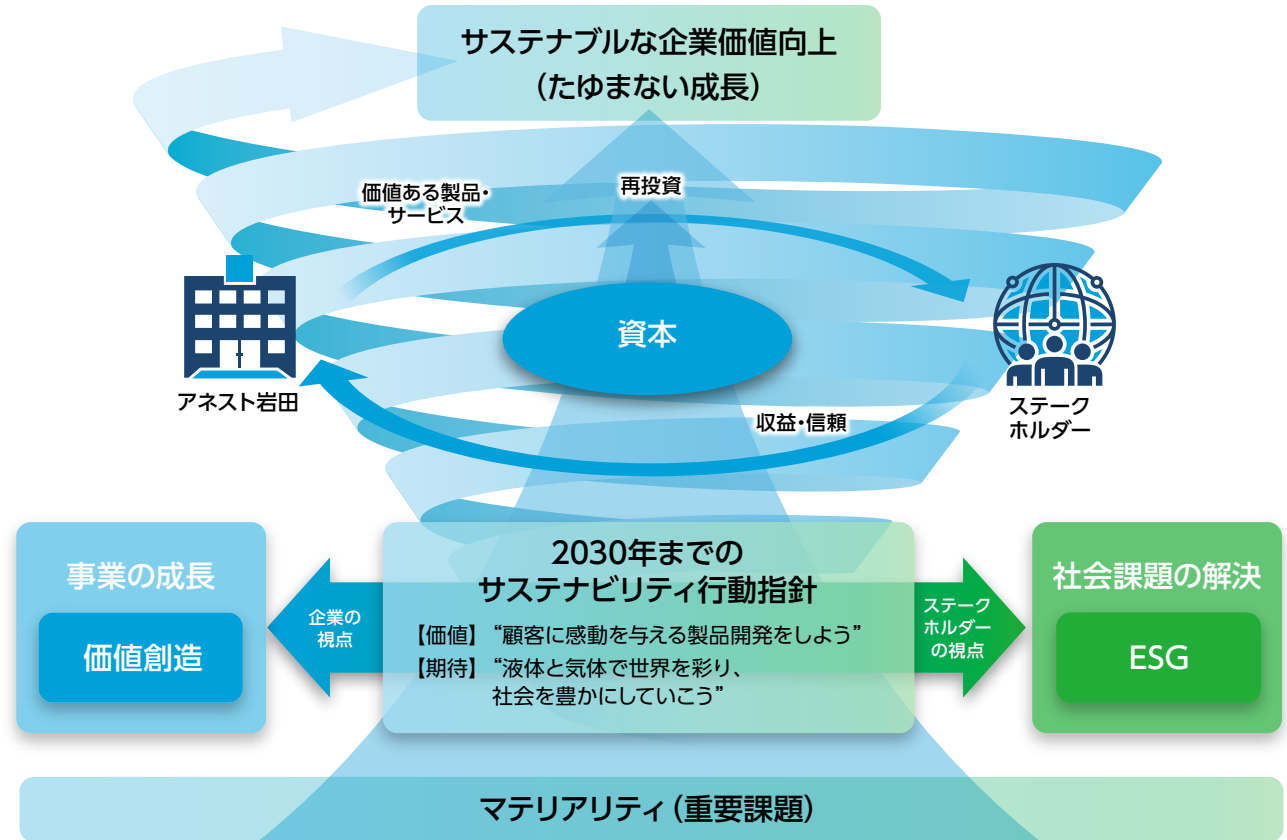 サステナブルな企業価値向上
（たゆまない成長）
価値ある製品・
サービス
再投資
資本
アネスト岩田
ステーク
ホルダー
収益・信頼
事業の成長
価値創造
企業の
視点
2030年までの
サステナビリティ行動指針
【価値】“顧客に感動を与える製品開発をしよう”
【期待】“液体と気体で世界を彩り、
社会を豊かにしていこう”
ステーク
ホルダー
の視点
社会課題の解決
ESG
マテリアリティ（重要課題）